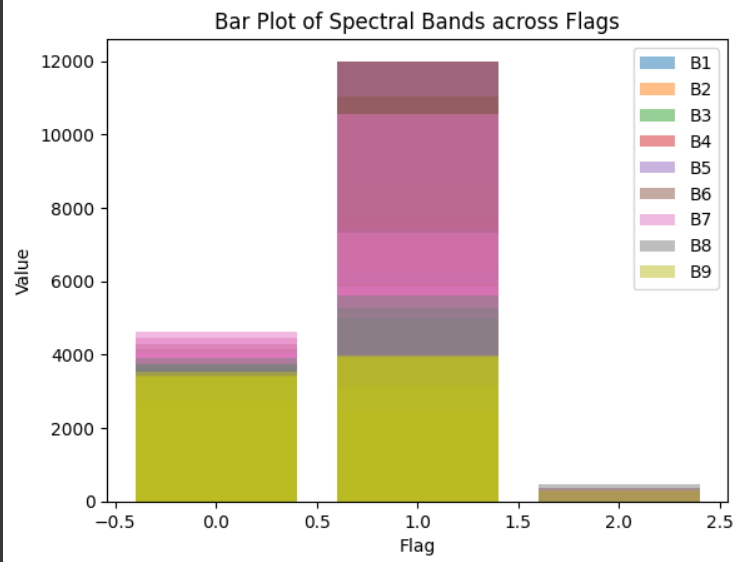 Bar Plot of Spectral Bands across Flags
12000
10000
8000
6000
4000
2000
0
Value
B1
B2
B3
B4
B5
B6
B7
B8
B9
−0.5 0.0 0.5 1.0 1.5 2.0 2.5
Flag